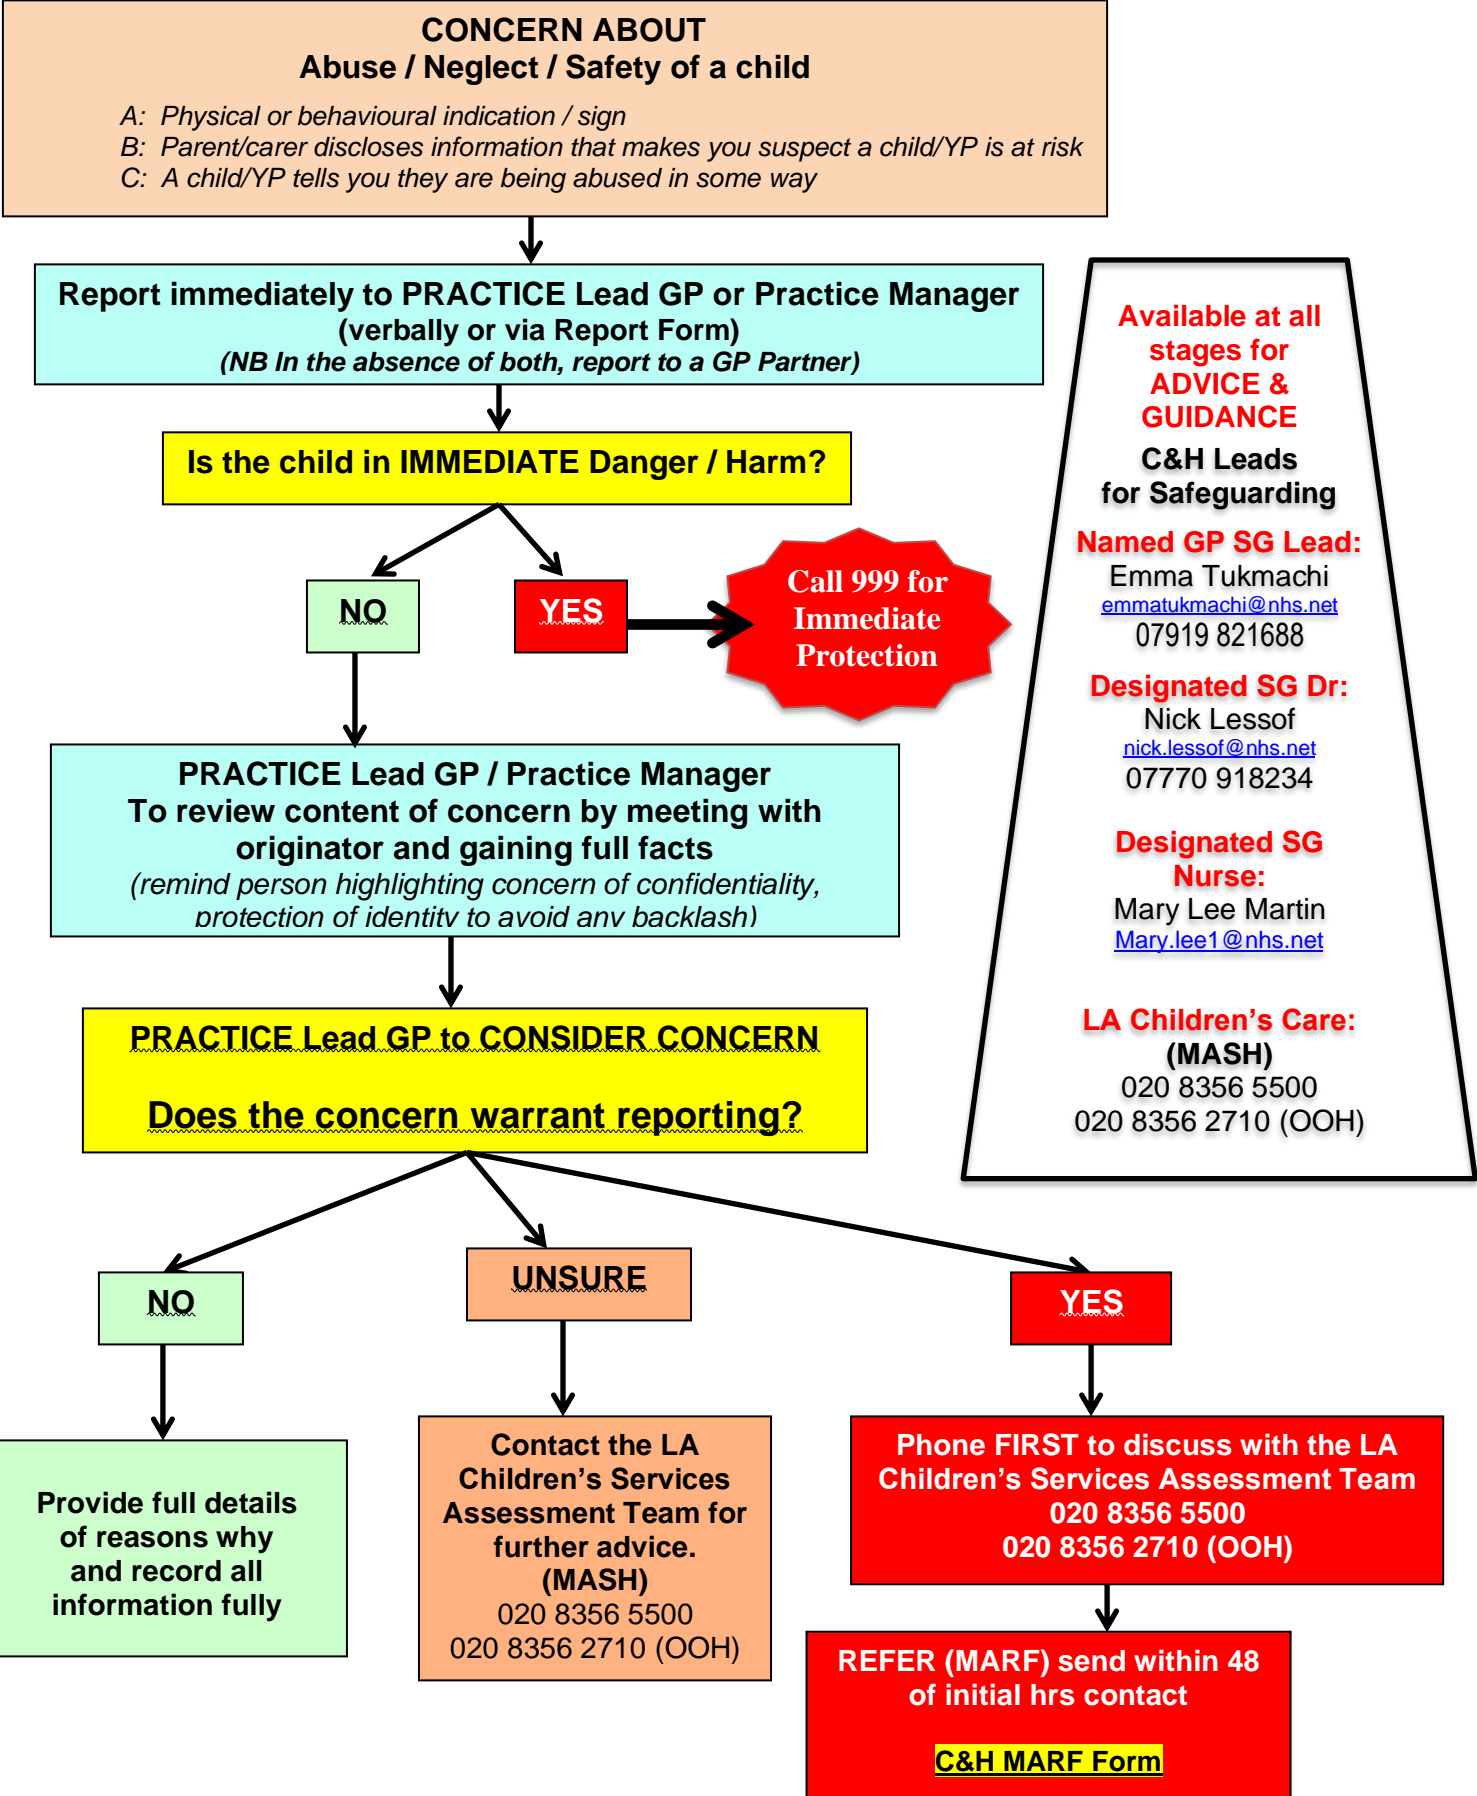 CONCERN ABOUT
Abuse / Neglect / Safety of a child
A: Physical or behavioural indication / sign
B: Parent/carer discloses information that makes you suspect a child/YP is at risk
C: A child/YP tells you they are being abused in some way
Report immediately to PRACTICE Lead GP or Practice Manager
(verbally or via Report Form)
(NB In the absence of both, report to a GP Partner)
Is the child in IMMEDIATE Danger / Harm?
NO
YES
Call 999 for
Immediate
Protection
PRACTICE Lead GP / Practice Manager
To review content of concern by meeting with
originator and gaining full facts
(remind person highlighting concern of confidentiality,
protection of identity to avoid any backlash)
PRACTICE Lead GP to CONSIDER CONCERN
Does the concern warrant reporting?
NO
UNSURE
YES
Provide full details
of reasons why
and record all
information fully
Contact the LA
Children's Services
Assessment Team for
further advice.
(MASH)
020 8356 5500
020 8356 2710 (OOH)
Phone FIRST to discuss with the LA
Children's Services Assessment Team
020 8356 5500
020 8356 2710 (OOH)
REFER (MARF) send within 48
of initial hrs contact
C&H MARF Form
Available at all
stages for
ADVICE &
GUIDANCE
C&H Leads
for Safeguarding
Named GP SG Lead:
Emma Tukmachi
emmatukmachi@nhs.net
07919 821688
Designated SG Dr:
Nick Lessof
nick.lessof@nhs.net
07770 918234
Designated SG
Nurse:
Mary Lee Martin
Mary.lee1@nhs.net
LA Children's Care:
(MASH)
020 8356 5500
020 8356 2710 (OOH)